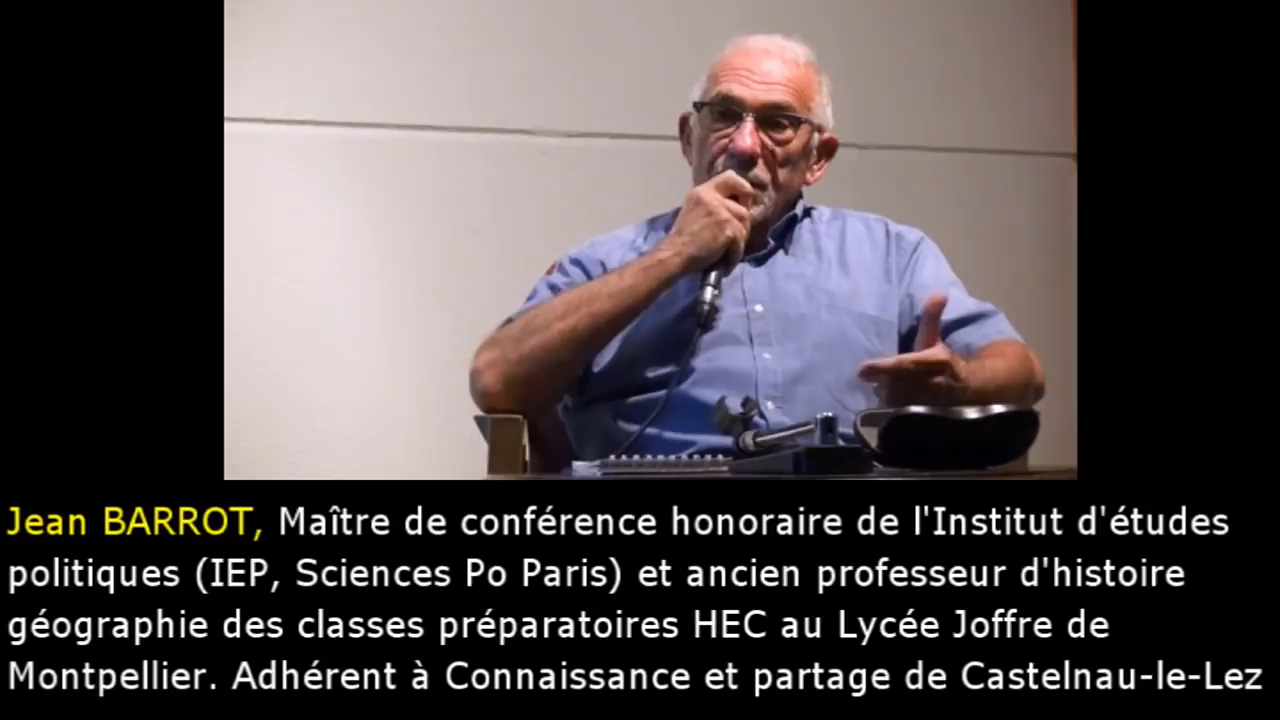 Jean BARROT, Maître de conférence honoraire de l'Institut d'études
politiques (IEP, Sciences Po Paris) et ancien professeur d'histoire
géographie des classes préparatoires HEC au Lycée Joffre de
Montpellier. Adhérent à Connaissance et partage de Castelnau-le-Lez